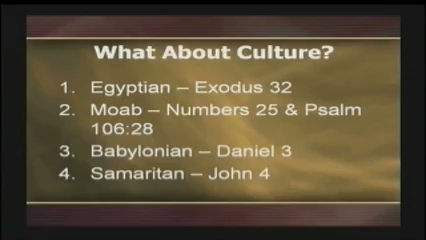 What About Culture?
1. Egyptian – Exodus 32
2. Moab – Numbers 25 & Psalm
106:28
3. Babylonian – Daniel 3
4. Samaritan – John 4